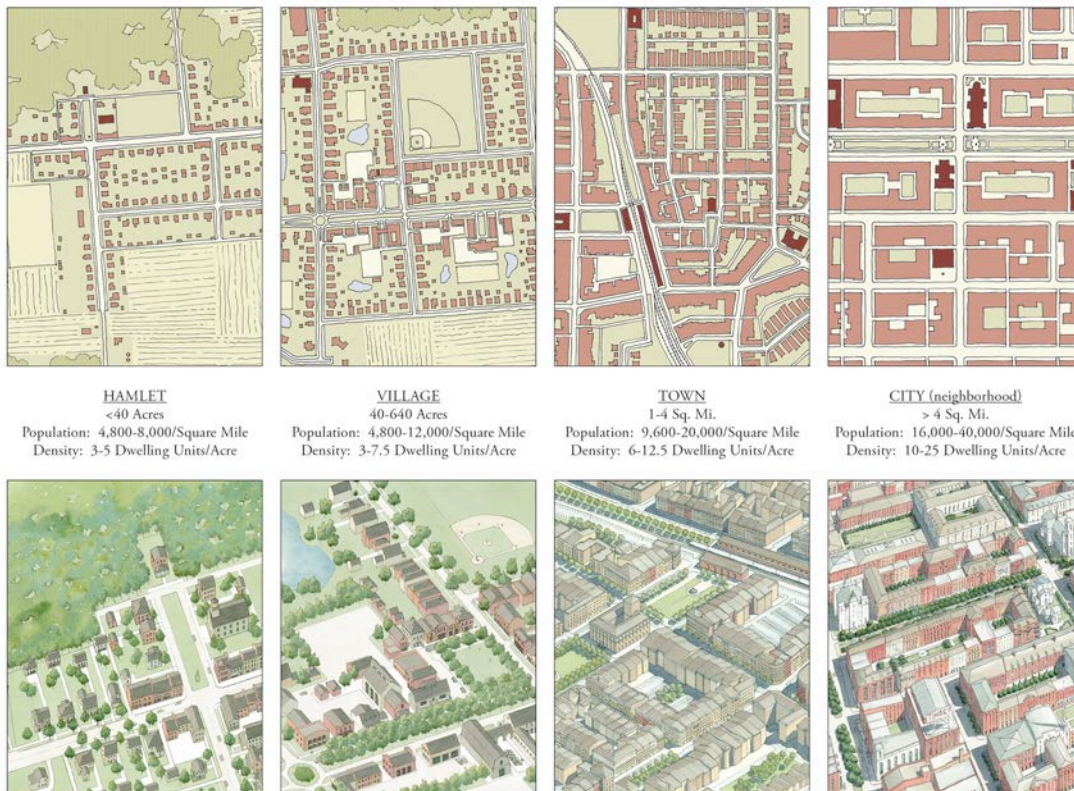 HAMLET
<40 Acres
Population: 4,800-8,000/Square Mile
Density: 3-5 Dwelling Units/Acre
VILLAGE
40-640 Acres
Population: 4,800-12,000/Square Mile
Density: 3-7.5 Dwelling Units/Acre
TOWN
1-4 Sq. Mi.
Population: 9,600-20,000/Square Mile
Density: 6-12.5 Dwelling Units/Acre
CITY (neighborhood)
> 4 Sq. Mi.
Population: 16,000-40,000/Square Mile
Density: 10-25 Dwelling Units/Acre